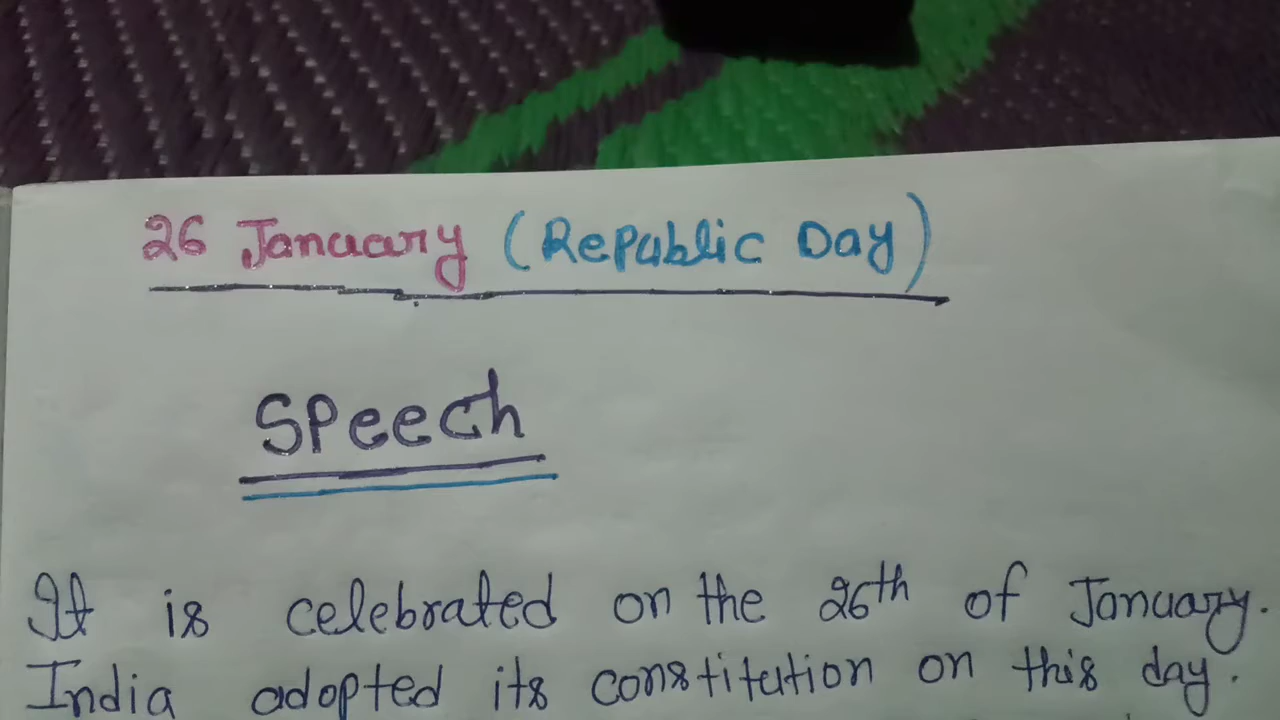 26 January (Republic Day)
Speech
It is celebrated on the 26th of January.
India adopted its constitution on this day.